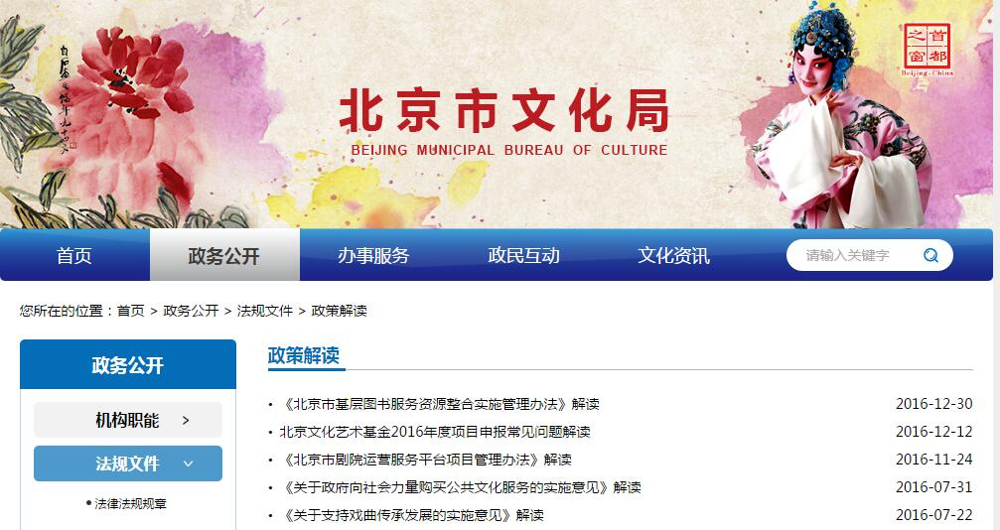 首都
之窗
Beijing-China
北京市文化局
BEIJING MUNICIPAL BUREAU OF CULTURE
首页 政务公开 办事服务 政民互动 文化资讯 请输入关键字
您所在的位置：首页 > 政务公开 > 法规文件 > 政策解读
政务公开
机构职能 >
法规文件
• 法律法规规章
政策解读
• 《北京市基层图书服务资源整合实施管理办法》解读 2016-12-30
• 北京文化艺术基金2016年度项目申报常见问题解读 2016-12-12
• 《北京市剧院运营服务平台项目管理办法》解读 2016-11-24
• 《关于政府向社会力量购买公共文化服务的实施意见》解读 2016-07-31
• 《关于支持戏曲传承发展的实施意见》解读 2016-07-22